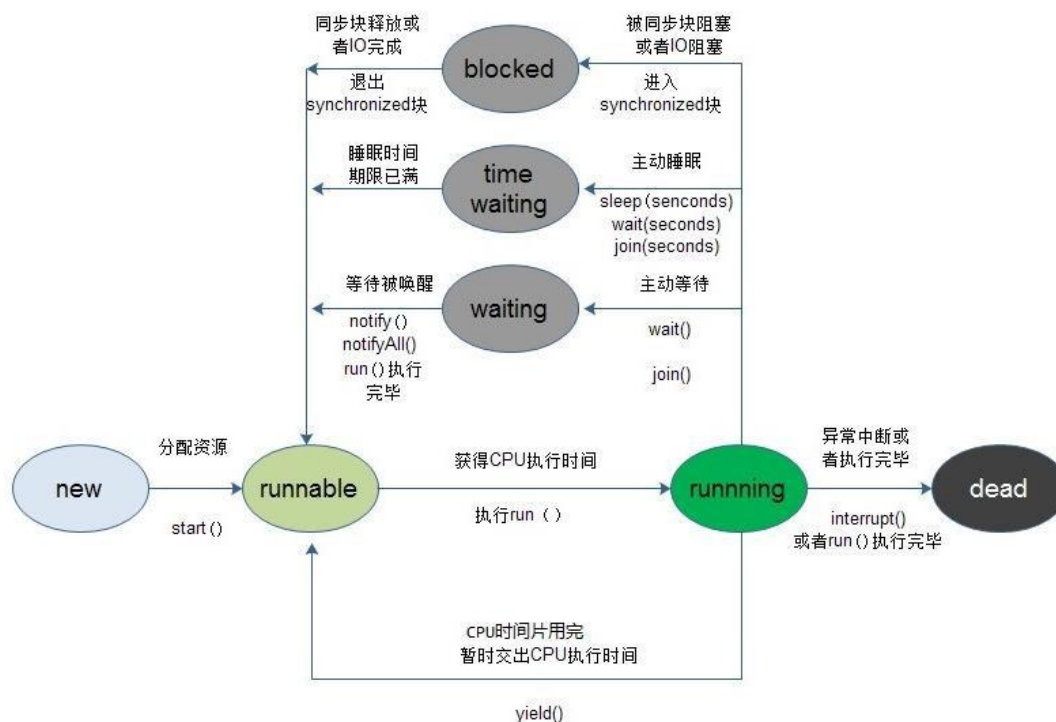 同步块释放或
者IO完成
退出
synchronized块
blocked
被同步块阻塞
或者IO阻塞
进入
synchronized块
睡眠时间
期限已满
time
waiting
主动睡眠
sleep(senconds)
wait(seconds)
join(seconds)
等待被唤醒
notify()
notifyAll()
run()执行
完毕
waiting
主动等待
wait()
join()
new
分配资源
start()
runnable
获得CPU执行时间
执行run ()
runnning
异常中断或
者执行完毕
interrupt()
或者run()执行完毕
dead
CPU时间片用完
暂时交出CPU执行时间
yield()